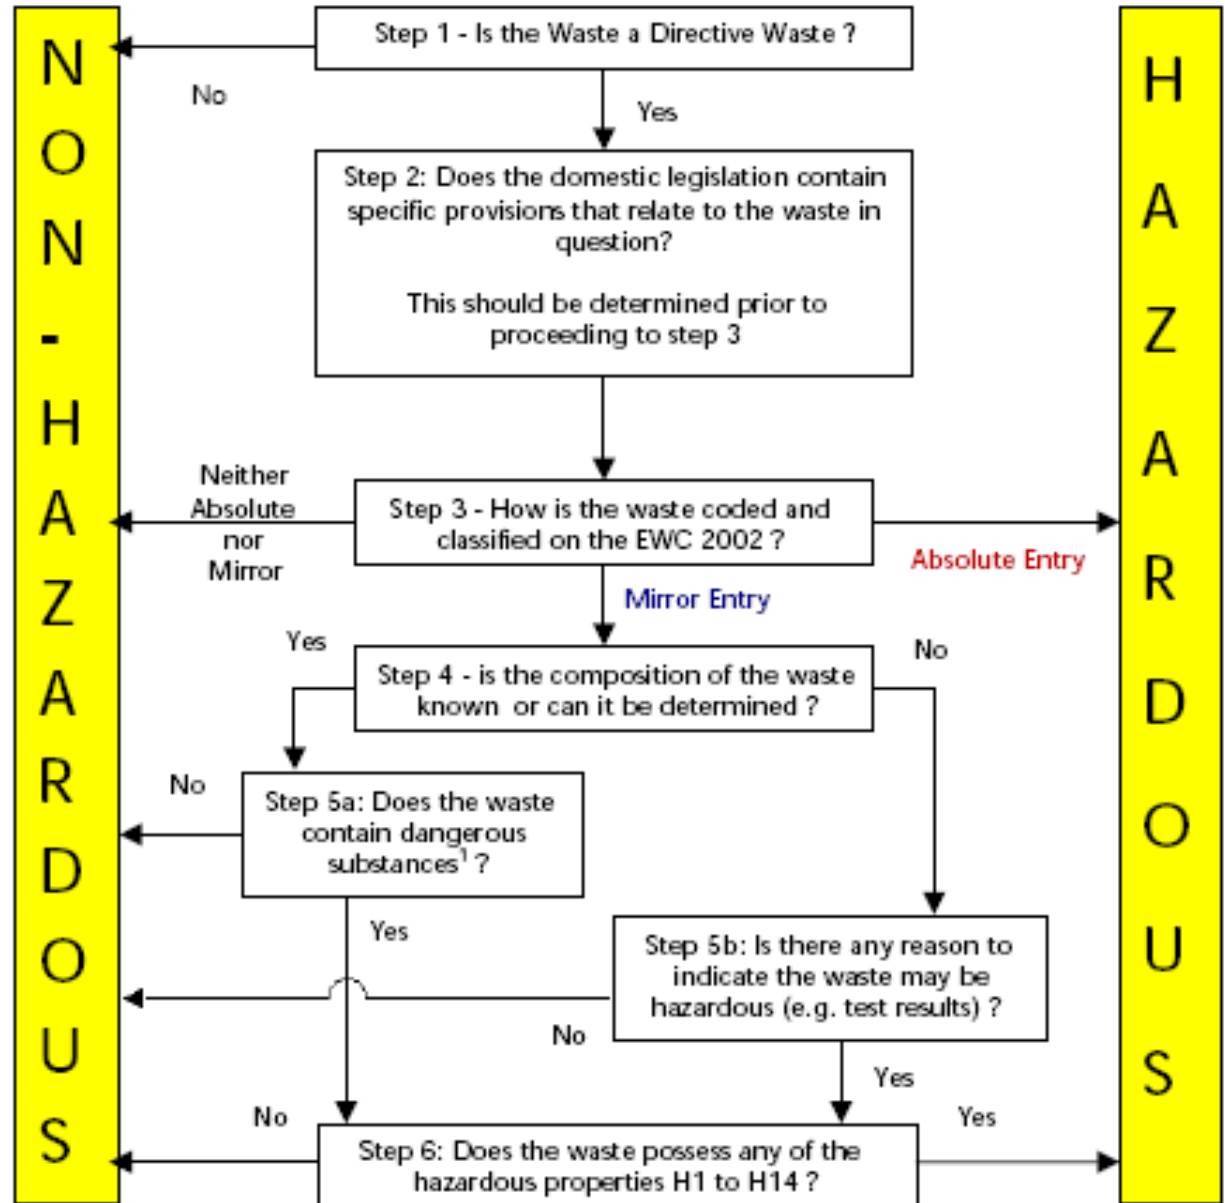 NON-HAZARDOUS
HAZARDOUS
Step 1 - Is the Waste a Directive Waste ?
No
Yes
Step 2: Does the domestic legislation contain
specific provisions that relate to the waste in
question?
This should be determined prior to
proceeding to step 3
Neither
Absolute
nor
Mirror
Step 3 - How is the waste coded and
classified on the EWC 2002 ?
Absolute Entry
Mirror Entry
Yes
No
Step 4 - is the composition of the waste
known or can it be determined ?
No
Step 5a: Does the waste
contain dangerous
substances¹ ?
Yes
Step 5b: Is there any reason to
indicate the waste may be
hazardous (e.g. test results) ?
No
Yes
No
Yes
Step 6: Does the waste possess any of the
hazardous properties H1 to H14 ?